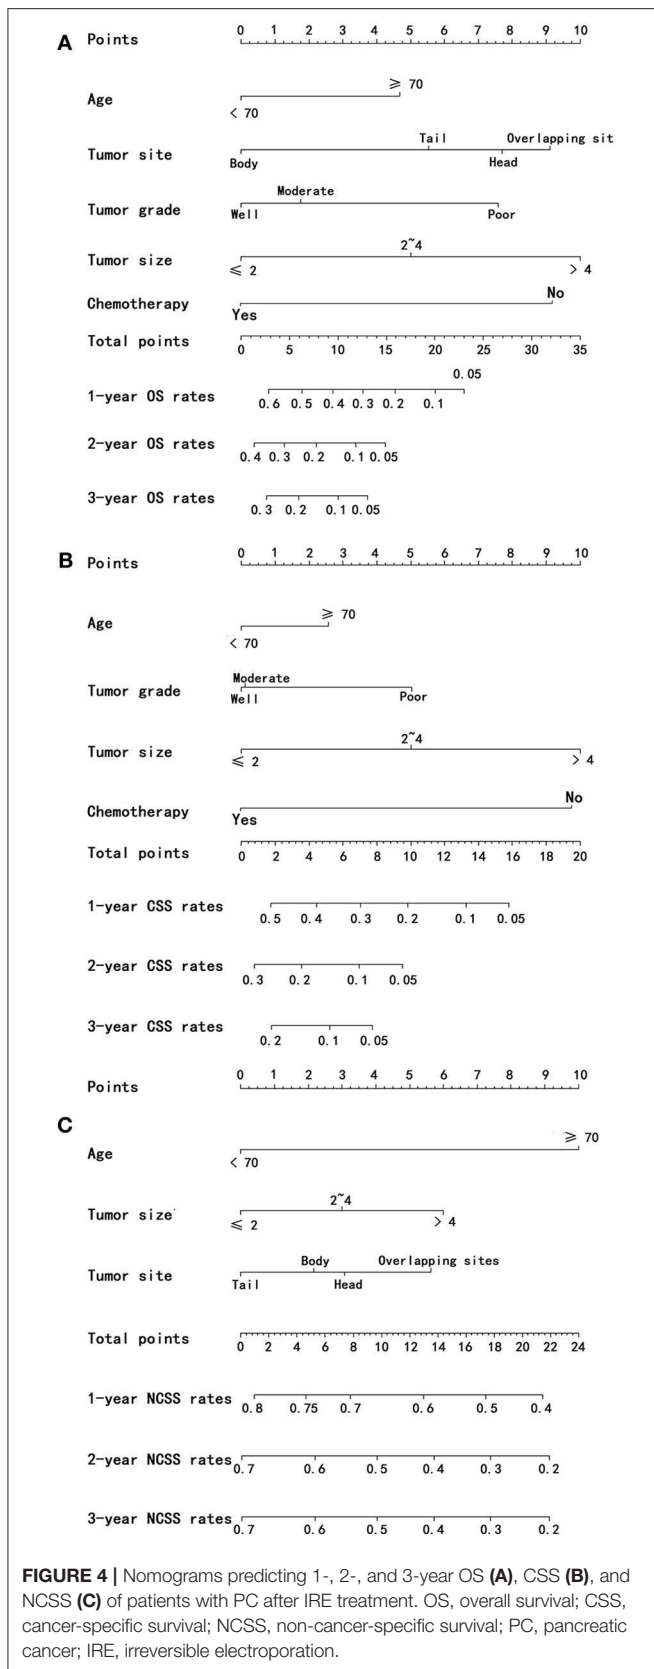 A
Points
0 1 2 3 4 5 6 7 8 9 10
Age
≥ 70
< 70
Tumor site
Tail Overlapping sit
Body Head
Tumor grade
Moderate
Well Poor
Tumor size
2~4
≤ 2 > 4
Chemotherapy
No
Yes
Total points
0 5 10 15 20 25 30 35
0.05
1-year OS rates
0.6 0.5 0.4 0.3 0.2 0.1
2-year OS rates
0.4 0.3 0.2 0.1 0.05
3-year OS rates
0.3 0.2 0.1 0.05
B
Points
0 1 2 3 4 5 6 7 8 9 10
Age
≥ 70
< 70
Tumor grade
Moderate
Well Poor
Tumor size
2~4
≤ 2 > 4
Chemotherapy
No
Yes
Total points
0 2 4 6 8 10 12 14 16 18 20
1-year CSS rates
0.5 0.4 0.3 0.2 0.1 0.05
2-year CSS rates
0.3 0.2 0.1 0.05
3-year CSS rates
0.2 0.1 0.05
Points
0 1 2 3 4 5 6 7 8 9 10
C
Age
≥ 70
< 70
Tumor size
2~4
≤ 2 > 4
Tumor site
Body Overlapping sites
Tail Head
Total points
0 2 4 6 8 10 12 14 16 18 20 22 24
1-year NCSS rates
0.8 0.75 0.7 0.6 0.5 0.4
2-year NCSS rates
0.7 0.6 0.5 0.4 0.3 0.2
3-year NCSS rates
0.7 0.6 0.5 0.4 0.3 0.2
FIGURE 4 | Nomograms predicting 1-, 2-, and 3-year OS (A), CSS (B), and
NCSS (C) of patients with PC after IRE treatment. OS, overall survival; CSS,
cancer-specific survival; NCSS, non-cancer-specific survival; PC, pancreatic
cancer; IRE, irreversible electroporation.